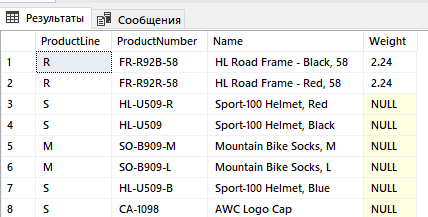 Результаты Сообщения
ProductLine ProductNumber Name Weight
1 R FR-R92B-58 HL Road Frame - Black, 58 2.24
2 R FR-R92R-58 HL Road Frame - Red, 58 2.24
3 S HL-U509-R Sport-100 Helmet, Red NULL
4 S HL-U509 Sport-100 Helmet, Black NULL
5 M SO-B909-M Mountain Bike Socks, M NULL
6 M SO-B909-L Mountain Bike Socks, L NULL
7 S HL-U509-B Sport-100 Helmet, Blue NULL
8 S CA-1098 AWC Logo Cap NULL